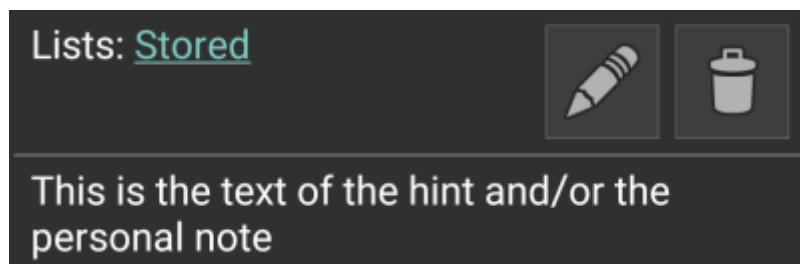 Lists: Stored
This is the text of the hint and/or the
personal note